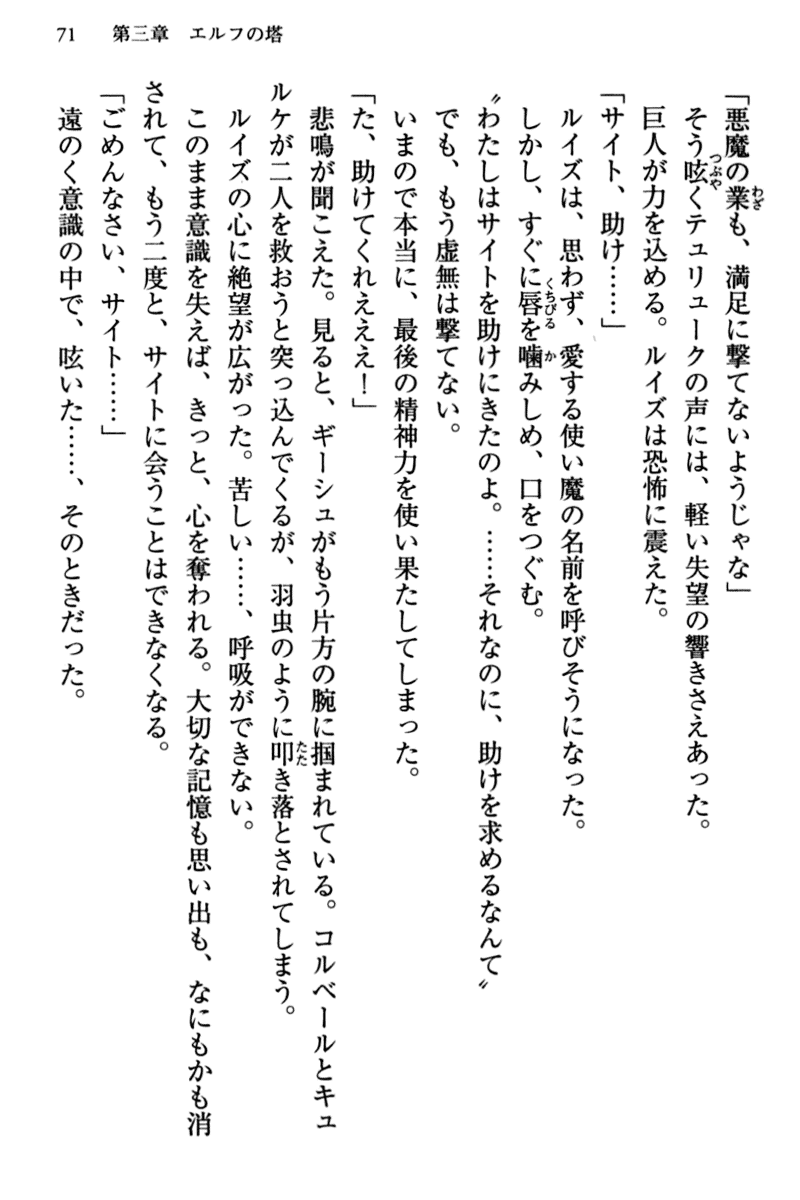 71　第三章　エルフの塔
「悪魔の業も、満足に撃てないようじゃな」
そう呟くテュリュークの声には、軽い失望の響きさえあった。
巨人が力を込める。ルイズは恐怖に震えた。
「サイト、助け……」
ルイズは、思わず、愛する使い魔の名前を呼びそうになった。
しかし、すぐに唇を噛みしめ、口をつぐむ。
〝わたしはサイトを助けにきたのよ。……それなのに、助けを求めるなんて〟
でも、もう虚無は撃てない。
いまので本当に、最後の精神力を使い果たしてしまった。
「た、助けてくれえええ！」
悲鳴が聞こえた。見ると、ギーシュがもう片方の腕に掴まれている。コルベールとキュ
ルケが二人を救おうと突っ込んでくるが、羽虫のように叩き落とされてしまう。
ルイズの心に絶望が広がった。苦しい……、呼吸ができない。
このまま意識を失えば、きっと、心を奪われる。大切な記憶も思い出も、なにもかも消
されて、もう二度と、サイトに会うことはできなくなる。
「ごめんなさい、サイト……」
遠のく意識の中で、呟いた……、そのときだった。